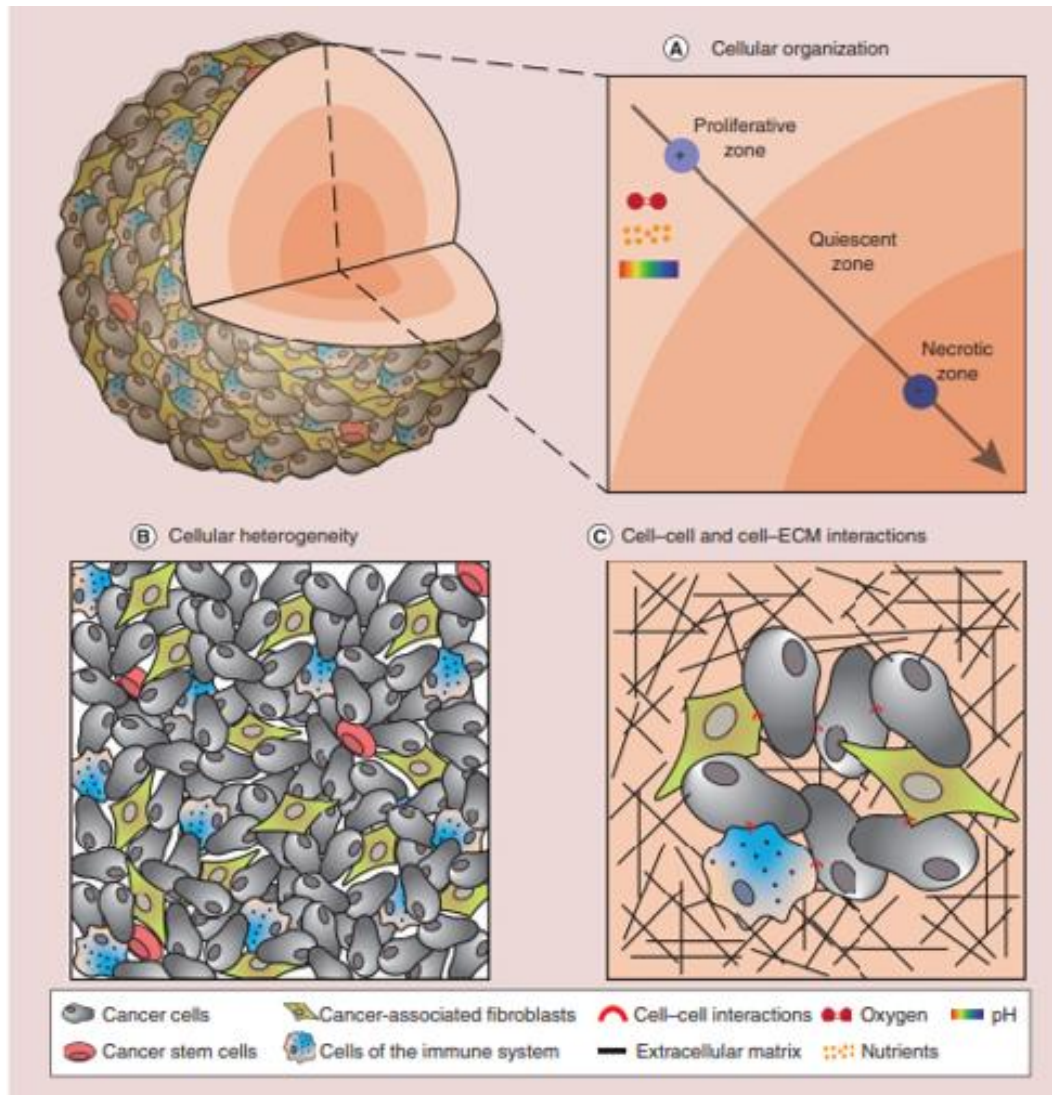 A Cellular organization
Proliferative
zone
Quiescent
zone
Necrotic
zone
B Cellular heterogeneity
C Cell–cell and cell–ECM interactions
Cancer cells
Cancer-associated fibroblasts
Cell–cell interactions
Oxygen
pH
Cancer stem cells
Cells of the immune system
Extracellular matrix
Nutrients